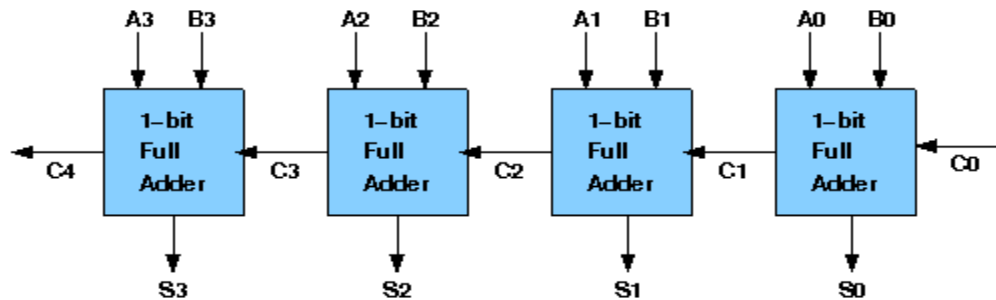 A3 B3 A2 B2 A1 B1 A0 B0
1-bit Full Adder
1-bit Full Adder
1-bit Full Adder
1-bit Full Adder
C4 C3 C2 C1 C0
S3 S2 S1 S0